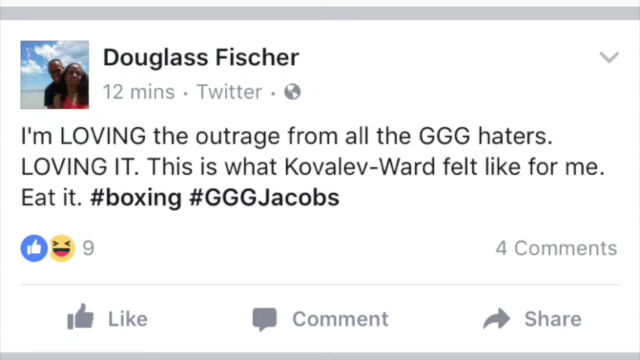 Douglass Fischer
12 mins · Twitter ·
I'm LOVING the outrage from all the GGG haters.
LOVING IT. This is what Kovalev-Ward felt like for me.
Eat it. #boxing #GGGJacobs
9
4 Comments
Like
Comment
Share